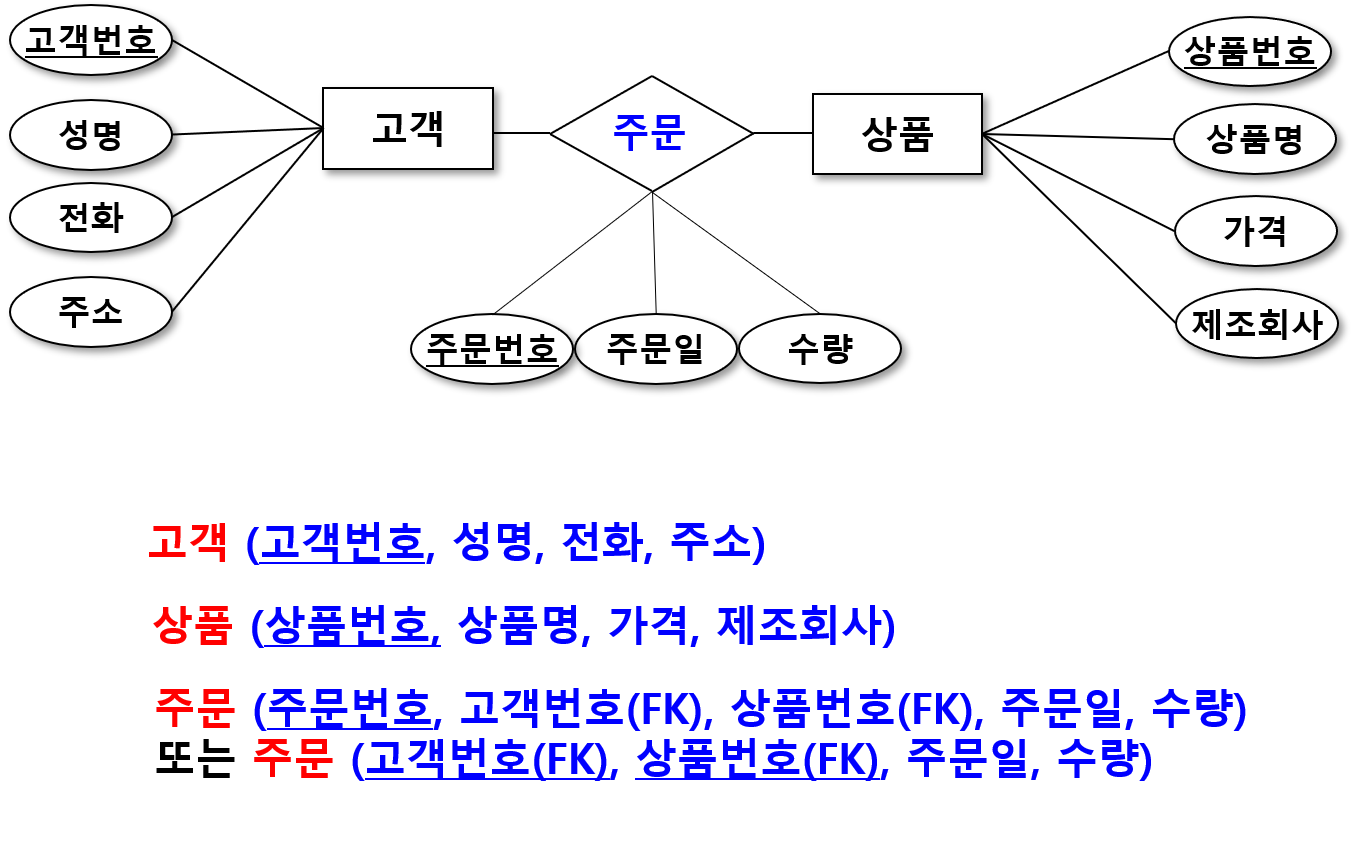 고객번호
성명
전화
주소
고객
주문
상품
상품번호
상품명
가격
제조회사
주문번호
주문일
수량
고객 (고객번호, 성명, 전화, 주소)
상품 (상품번호, 상품명, 가격, 제조회사)
주문 (주문번호, 고객번호(FK), 상품번호(FK), 주문일, 수량)
또는 주문 (고객번호(FK), 상품번호(FK), 주문일, 수량)